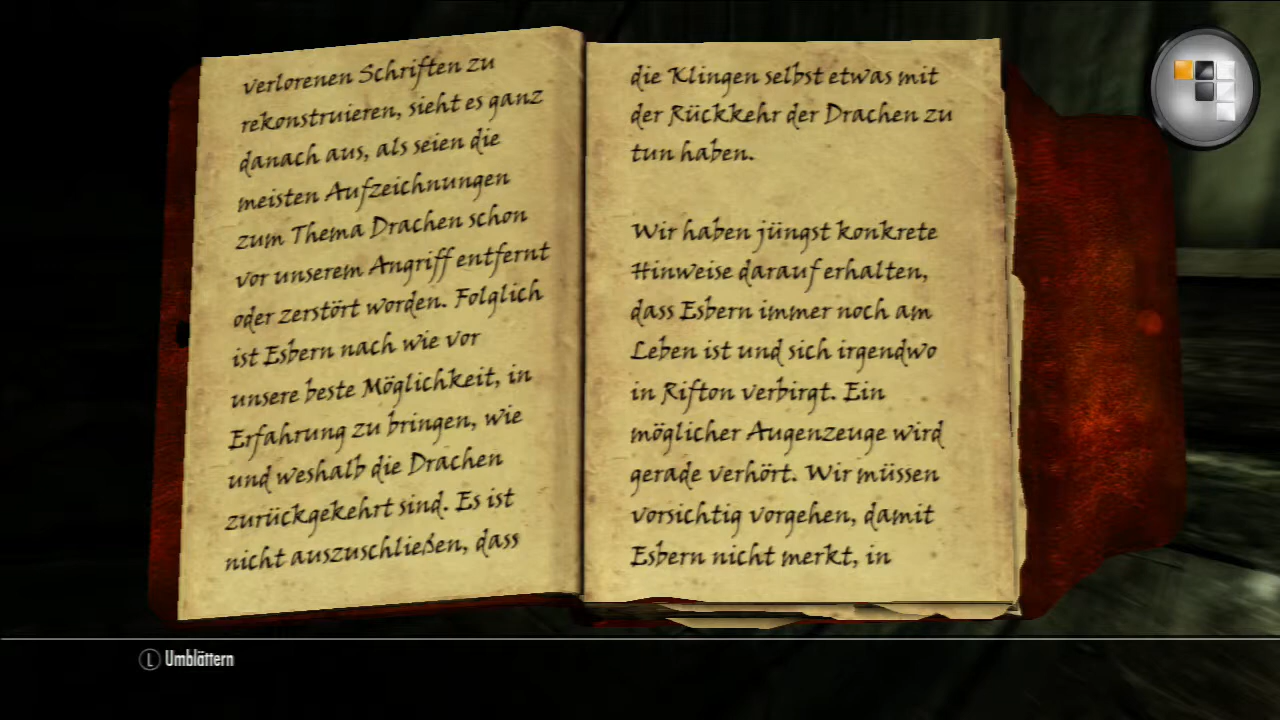 verlorenen Schriften zu
rekonstruieren, sieht es ganz
danach aus, als seien die
meisten Aufzeichnungen
zum Thema Drachen schon
vor unserem Angriff entfernt
oder zerstört worden. Folglich
ist Esbern nach wie vor
unsere beste Möglichkeit, in
Erfahrung zu bringen, wie
und weshalb die Drachen
zurückgekehrt sind. Es ist
nicht auszuschließen, dass
die Klingen selbst etwas mit
der Rückkehr der Drachen zu
tun haben.
Wir haben jüngst konkrete
Hinweise darauf erhalten,
dass Esbern immer noch am
Leben ist und sich irgendwo
in Rifton verbirgt. Ein
möglicher Augenzeuge wird
gerade verhört. Wir müssen
vorsichtig vorgehen, damit
Esbern nicht merkt, in
L Umblättern